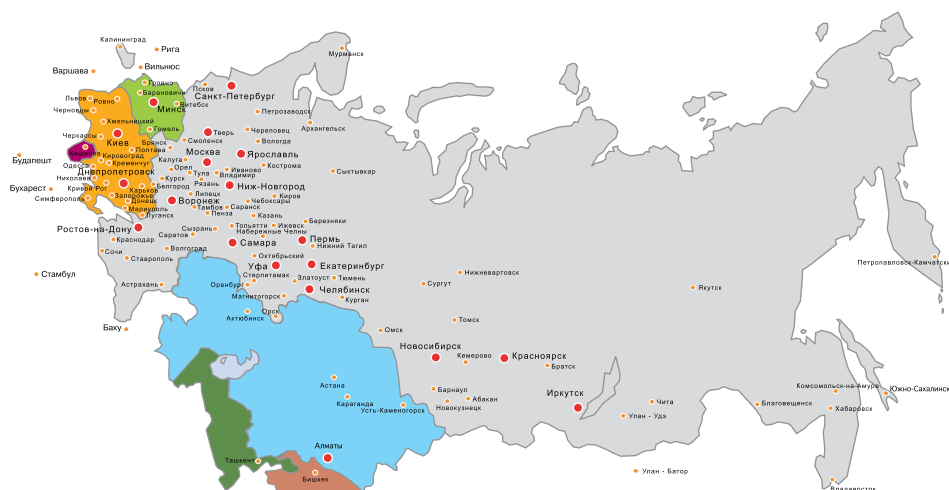 Калининград
Рига
Мурманск
Вильнюс
Варшава
Гродно
Псков
Санкт-Петербург
Барановичи
Львов
Ровно
Минск
Витебск
Черновцы
Петрозаводск
Хмельницкий
Архангельск
Гомель
Тверь
Череповец
Черкассы
Киев
Брянск
Смоленск
Вологда
Полтава
Москва
Ярославль
Кировоград
Будапешт
Калуга
Кременчуг
Одесса
Орел
Иваново
Кострома
Сыктывкар
Днепропетровск
Тула
Владимир
Николаев
Курск
Рязань
Бухарест
Кривой Рог
Харьков
Белгород
Ниж-Новгород
Симферополь
Запорожье
Липецк
Киров
Донецк
Воронеж
Чебоксары
Мариуполь
Тамбов
Саранск
Луганск
Пенза
Казань
Березняки
Ростов-на-Дону
Сызрань
Тольятти
Ижевск
Саратов
Набережные Челны
Краснодар
Самара
Пермь
Нижний Тагил
Сочи
Волгоград
Ставрополь
Октябрьский
Петропавловск-Камчатский
Уфа
Екатеринбург
Стамбул
Стерлитамак
Златоуст
Тюмень
Нижневартовск
Астрахань
Оренбург
Сургут
Якутск
Челябинск
Магнитогорск
Курган
Орск
Актюбинск
Томск
Баку
Омск
Новосибирск
Кемерово
Красноярск
Братск
Астана
Комсомольск-на-Амуре
Южно-Сахалинск
Барнаул
Иркутск
Караганда
Абакан
Чита
Благовещенск
Усть-Каменогорск
Новокузнецк
Хабаровск
Улан - Удэ
Алматы
Ташкент
Улан - Батор
Бишкек
Владивосток